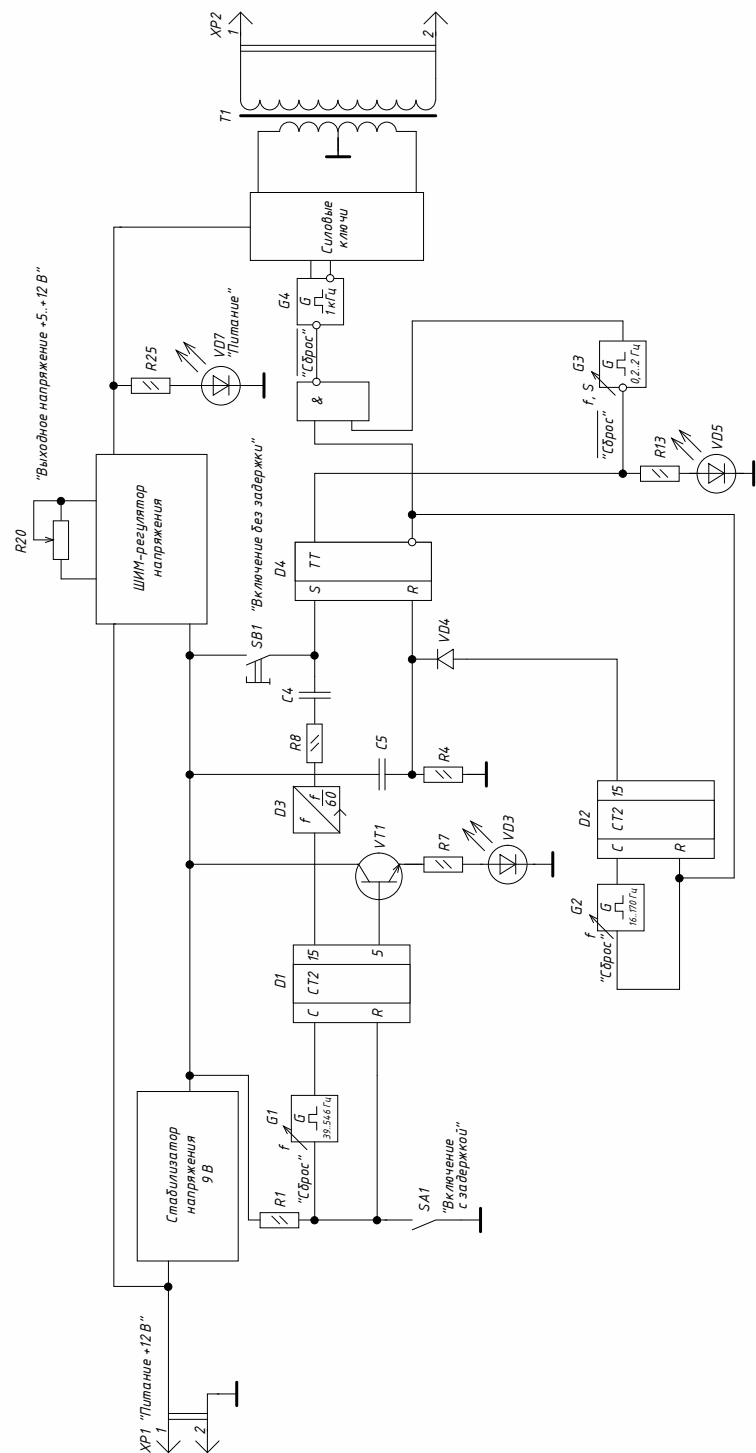 XP1 "Питание +12 В"
1
2
Стабилизатор
напряжения
9 В
R1
"Сброс"
f
G1
G
39..546 Гц
SA1
"Включение
с задержкой"
D1
C
CT2
15
R
5
VT1
R7
VD3
D3
f
f
60
R8
C4
C5
R4
SB1 "Включение без задержки"
R20
"Выходное напряжение +5..+12 В"
ШИМ-регулятор
напряжения
R25
VD7
"Питание"
D4
S
TT
R
VD4
"Сброс"
f
G2
G
16..170 Гц
D2
C
CT2
15
R
&
"Сброс"
G4
G
1 кГц
Силовые
ключи
T1
XP2
1
2
"Сброс"
f, S
G3
G
0,2..2 Гц
R13
VD5